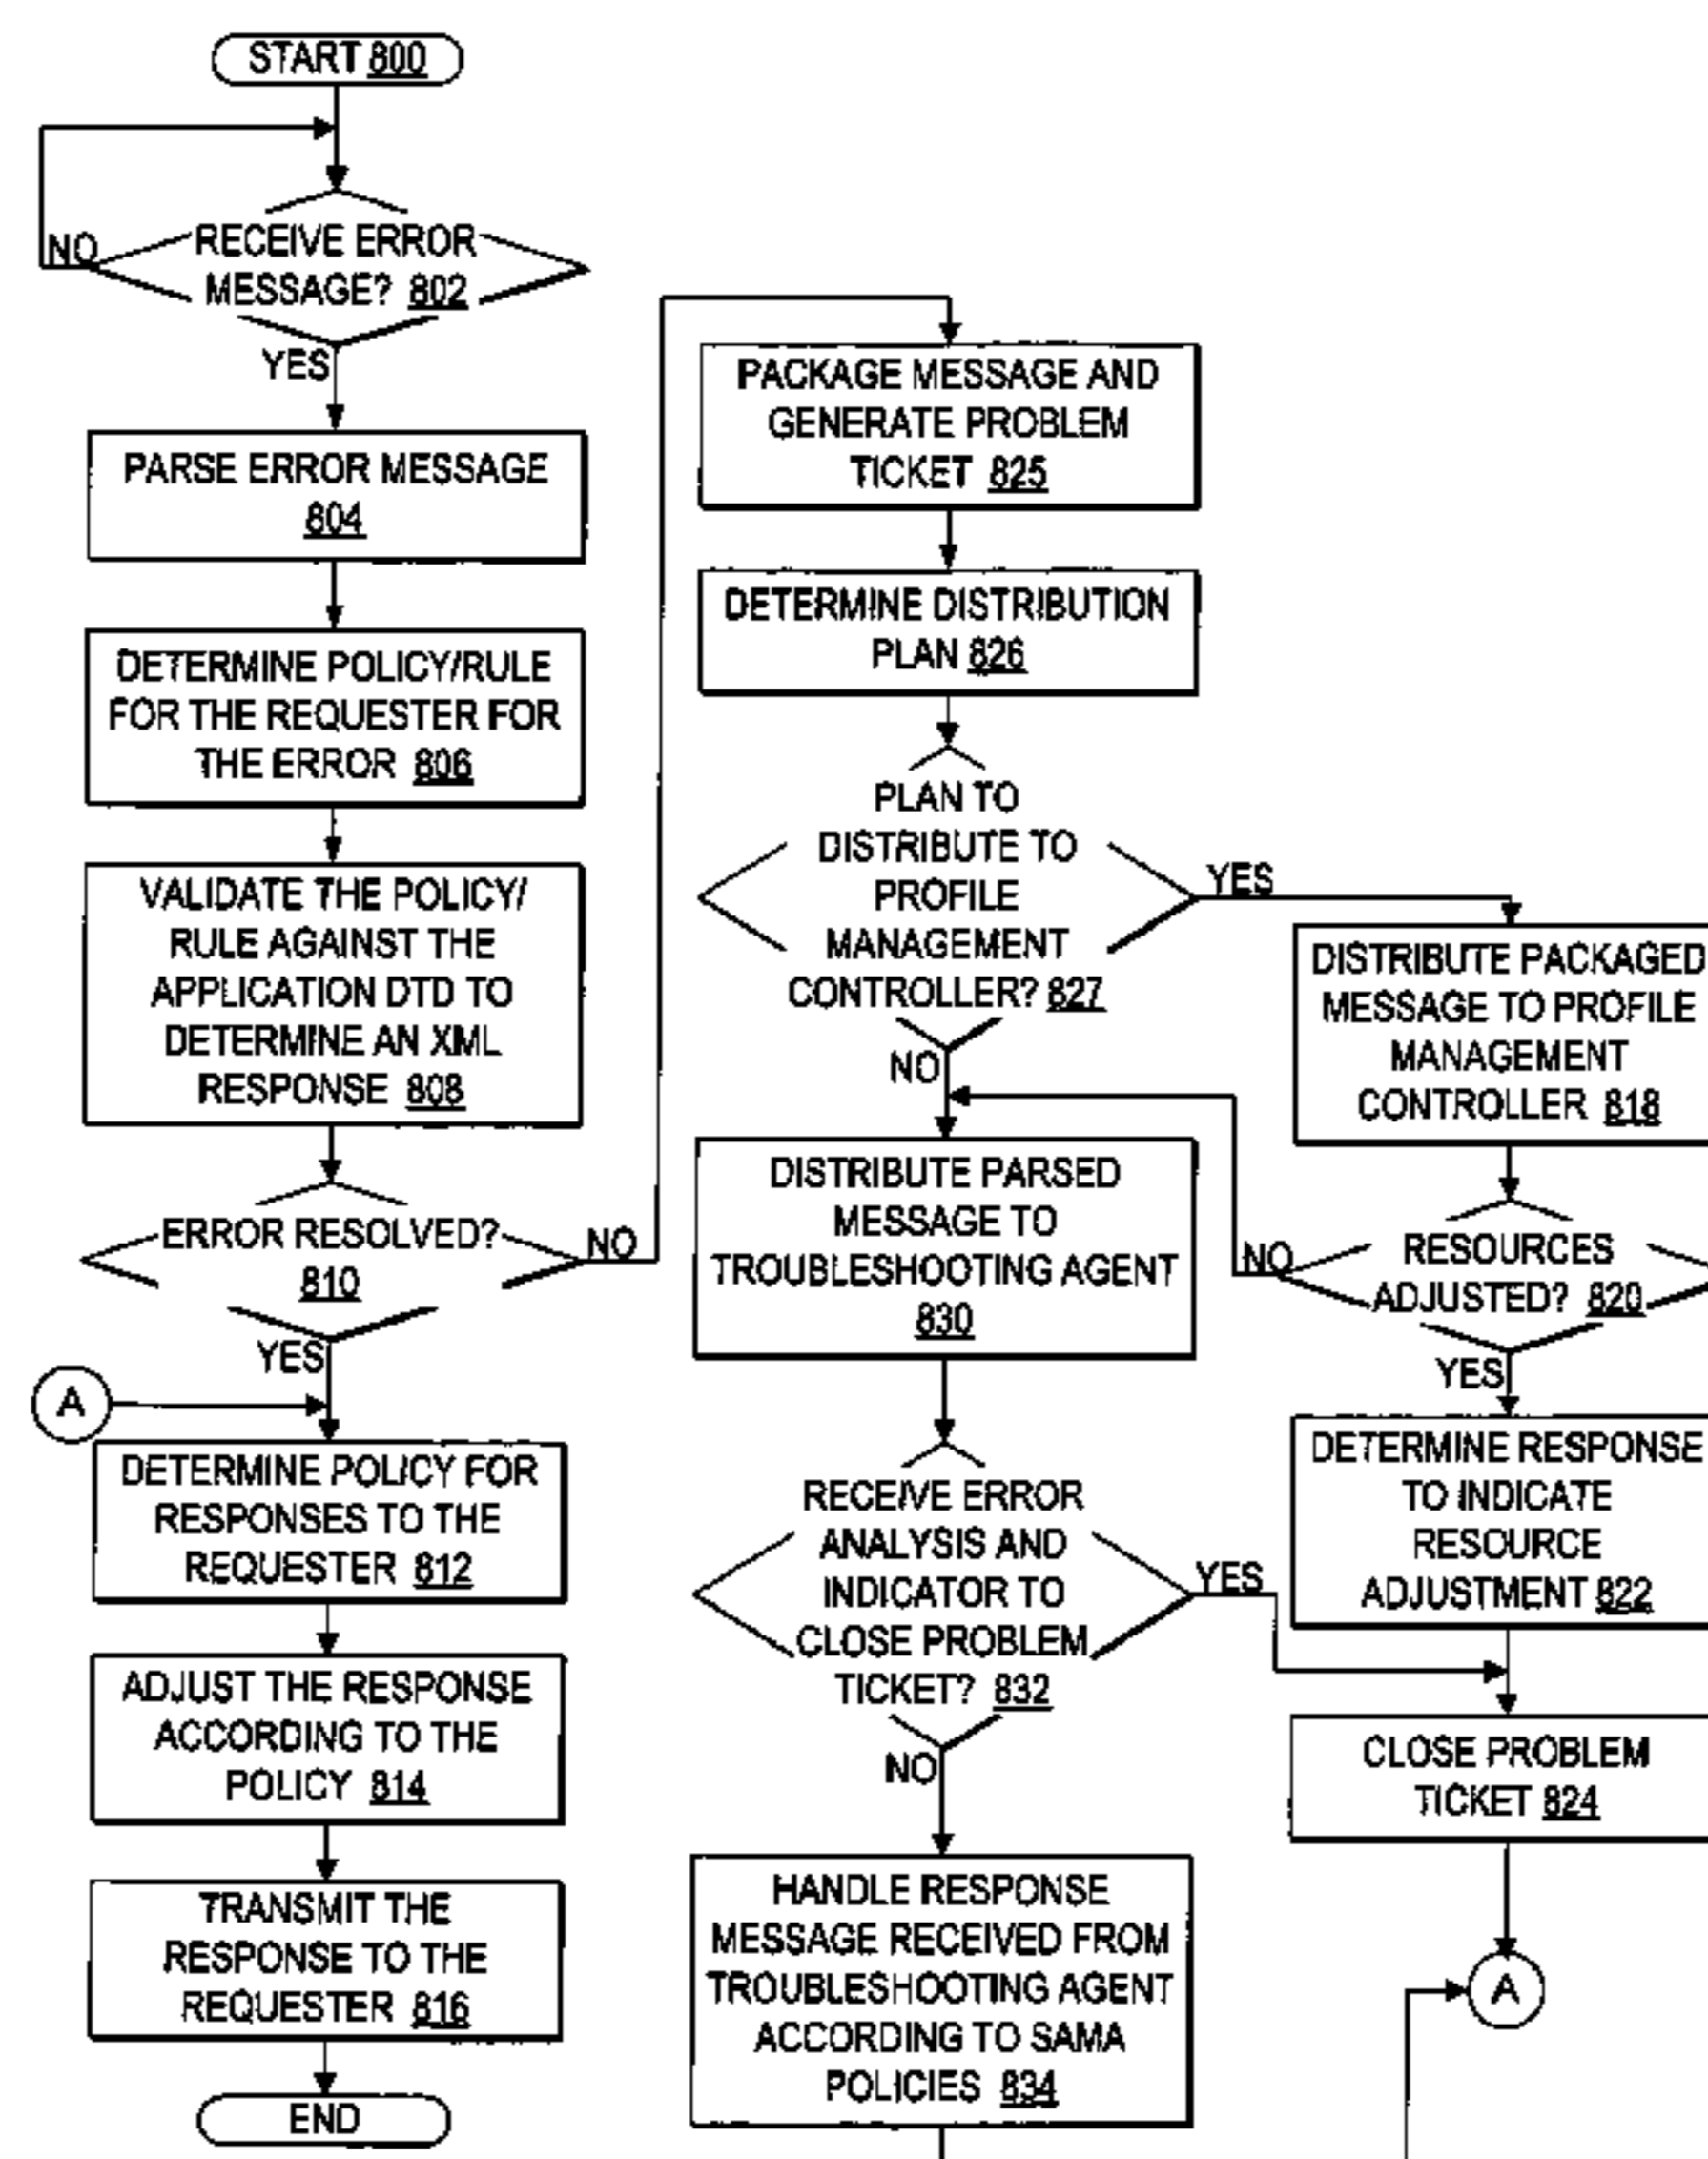 START 800
NO
RECEIVE ERROR
MESSAGE? 802
YES
PARSE ERROR MESSAGE
804
DETERMINE POLICY/RULE
FOR THE REQUESTER FOR
THE ERROR 806
VALIDATE THE POLICY/
RULE AGAINST THE
APPLICATION DTD TO
DETERMINE AN XML
RESPONSE 808
ERROR RESOLVED?
810
NO
YES
A
DETERMINE POLICY FOR
RESPONSES TO THE
REQUESTER 812
ADJUST THE RESPONSE
ACCORDING TO THE
POLICY 814
TRANSMIT THE
RESPONSE TO THE
REQUESTER 816
END
PACKAGE MESSAGE AND
GENERATE PROBLEM
TICKET 825
DETERMINE DISTRIBUTION
PLAN 826
PLAN TO
DISTRIBUTE TO
PROFILE
MANAGEMENT
CONTROLLER? 827
YES
NO
DISTRIBUTE PARSED
MESSAGE TO
TROUBLESHOOTING AGENT
830
RECEIVE ERROR
ANALYSIS AND
INDICATOR TO
CLOSE PROBLEM
TICKET? 832
YES
NO
HANDLE RESPONSE
MESSAGE RECEIVED FROM
TROUBLESHOOTING AGENT
ACCORDING TO SAMA
POLICIES 834
DISTRIBUTE PACKAGED
MESSAGE TO PROFILE
MANAGEMENT
CONTROLLER 818
NO
RESOURCES
ADJUSTED? 820
YES
DETERMINE RESPONSE
TO INDICATE
RESOURCE
ADJUSTMENT 822
CLOSE PROBLEM
TICKET 824
A